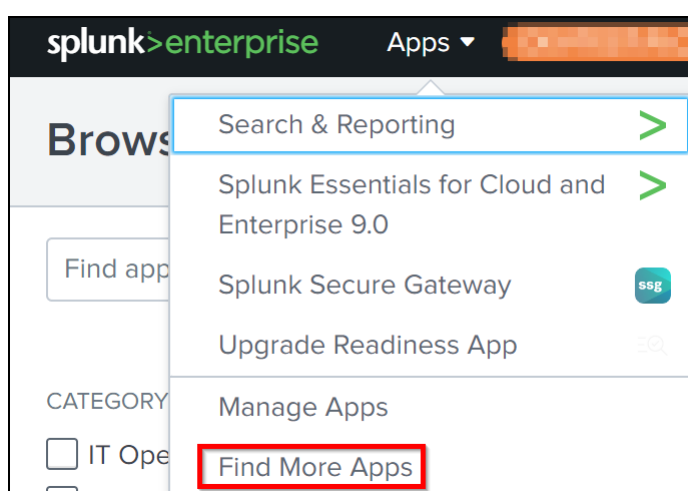 splunk>enterprise Apps
Brows
Search & Reporting
Splunk Essentials for Cloud and
Enterprise 9.0
Find app
Splunk Secure Gateway
ssg
Upgrade Readiness App
CATEGORY
Manage Apps
IT Ope
Find More Apps